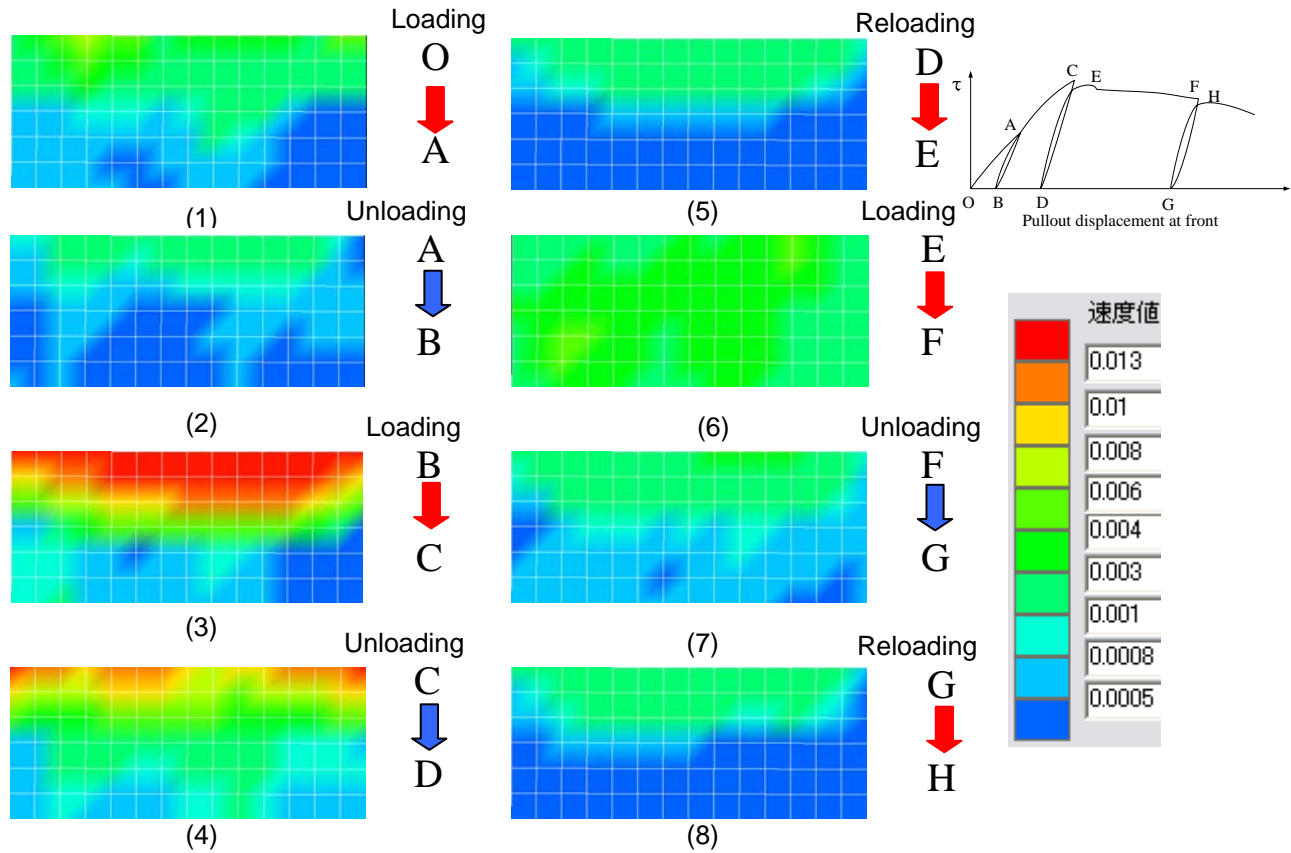 Loading
O
A
(1)
Unloading
A
B
(2)
Loading
B
C
(3)
Unloading
C
D
(4)
Reloading
D
E
(5)
Loading
E
F
(6)
Unloading
F
G
(7)
Reloading
G
H
(8)
τ
C
E
F
H
A
O
B
D
G
Pullout displacement at front
速度値
0.013
0.01
0.008
0.006
0.004
0.003
0.001
0.0008
0.0005